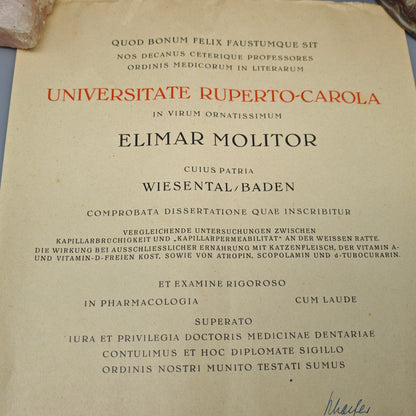 QUOD BONUM FELIX FAUSTUMQUE SIT
NOS DECANUS CETERIQUE PROFESSORES
ORDINIS MEDICORUM IN LITERARUM
UNIVERSITATE RUPERTO-CAROLA
IN VIRUM ORNATISSIMUM
ELIMAR MOLITOR
CUIUS PATRIA
WIESENTAL/BADEN
COMPROBATA DISSERTATIONE QUAE INSCRIBITUR
VERGLEICHENDE UNTERSUCHUNGEN ZWISCHEN
KAPILLARBRÜCHIGKEIT UND „KAPILLARPERMEABILITÄT" AN DER WEISSEN RATTE.
DIE WIRKUNG BEI AUSSCHLIESSLICHER ERNÄHRUNG MIT KATZENFLEISCH, DER VITAMIN A-
UND VITAMIN-D-FREIEN KOST, SOWIE VON ATROPIN, SCOPOLAMIN UND d-TUBOCURARIN.
ET EXAMINE RIGOROSO
IN PHARMACOLOGIA CUM LAUDE
SUPERATO
IURA ET PRIVILEGIA DOCTORIS MEDICINAE DENTARIAE
CONTULIMUS ET HOC DIPLOMATE SIGILLO
ORDINIS NOSTRI MUNITO TESTATI SUMUS